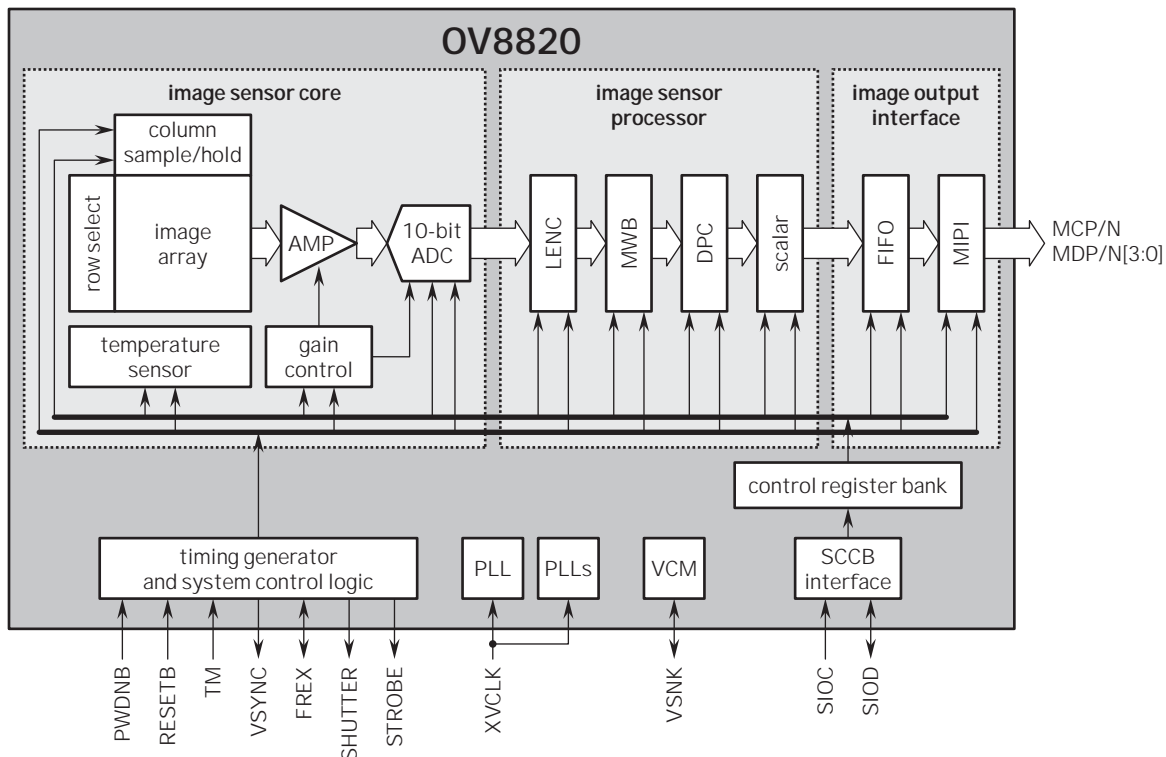 OV8820
image sensor core
image sensor
processor
image output
interface
column
sample/hold
row select
image
array
AMP
10-bit
ADC
LENC
MWB
DPC
scalar
FIFO
MIPI
MCP/N
MDP/N[3:0]
temperature
sensor
gain
control
control register bank
timing generator
and system control logic
PLL
PLLs
VCM
SCCB
interface
PWDNB
RESETB
TM
VSYNC
FREX
SHUTTER
STROBE
XVCLK
VSNK
SIOC
SIOD